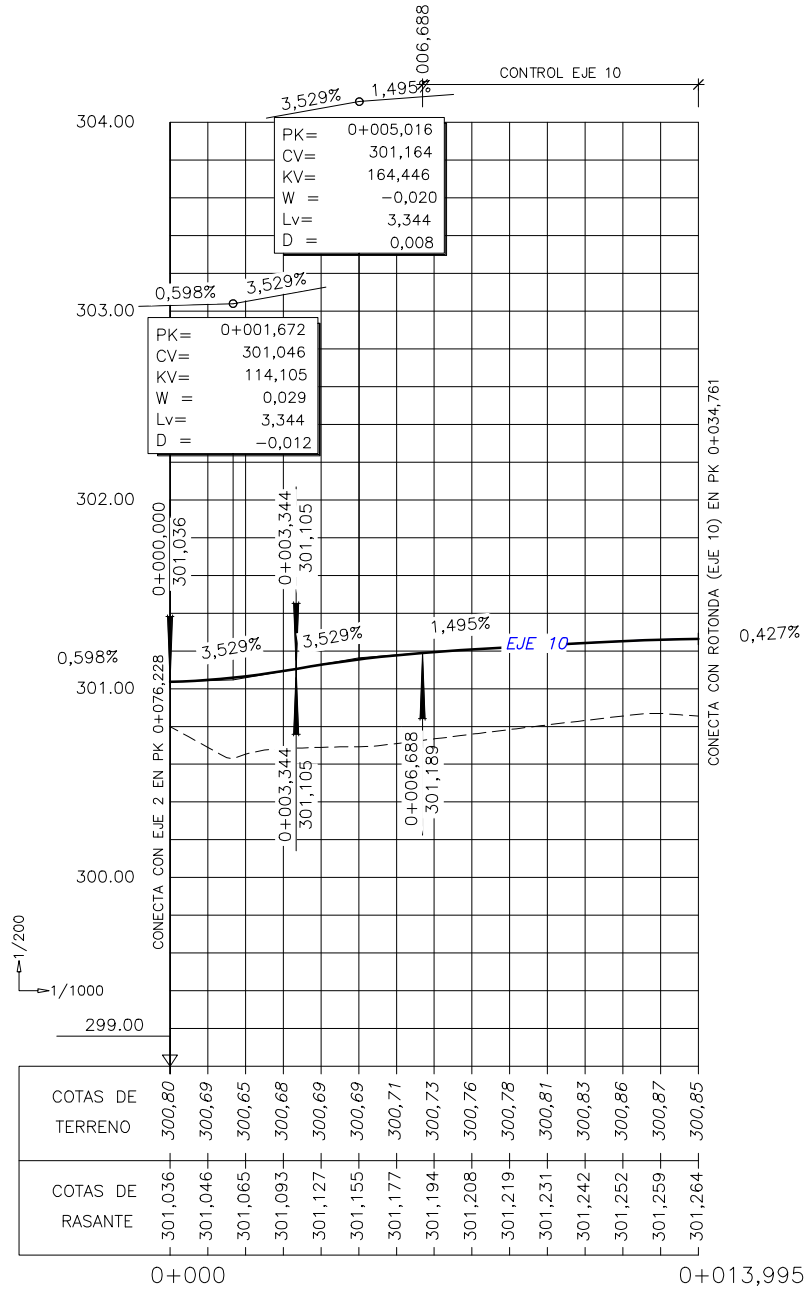 006,688
CONTROL EJE 10
3,529%
1,495%
304.00
PK= 0+005,016
CV= 301,164
KV= 164,446
W = -0,020
Lv= 3,344
D = 0,008
0,598%
3,529%
303.00
PK= 0+001,672
CV= 301,046
KV= 114,105
W = 0,029
Lv= 3,344
D = -0,012
302.00
0+000,000
301,036
0+003,344
301,105
0,598%
3,529%
3,529%
1,495%
EJE 10
0,427%
301.00
CONECTA CON EJE 2 EN PK 0+076,228
0+003,344
301,105
0+006,688
301,189
CONECTA CON ROTONDA (EJE 10) EN PK 0+034,761
300.00
1/200
1/1000
299.00
COTAS DE
TERRENO
300,80 300,69 300,65 300,68 300,69 300,69 300,71 300,73 300,76 300,78 300,81 300,83 300,86 300,87 300,85
COTAS DE
RASANTE
301,036 301,046 301,065 301,093 301,127 301,155 301,177 301,194 301,208 301,219 301,231 301,242 301,252 301,259 301,264
0+000
0+013,995